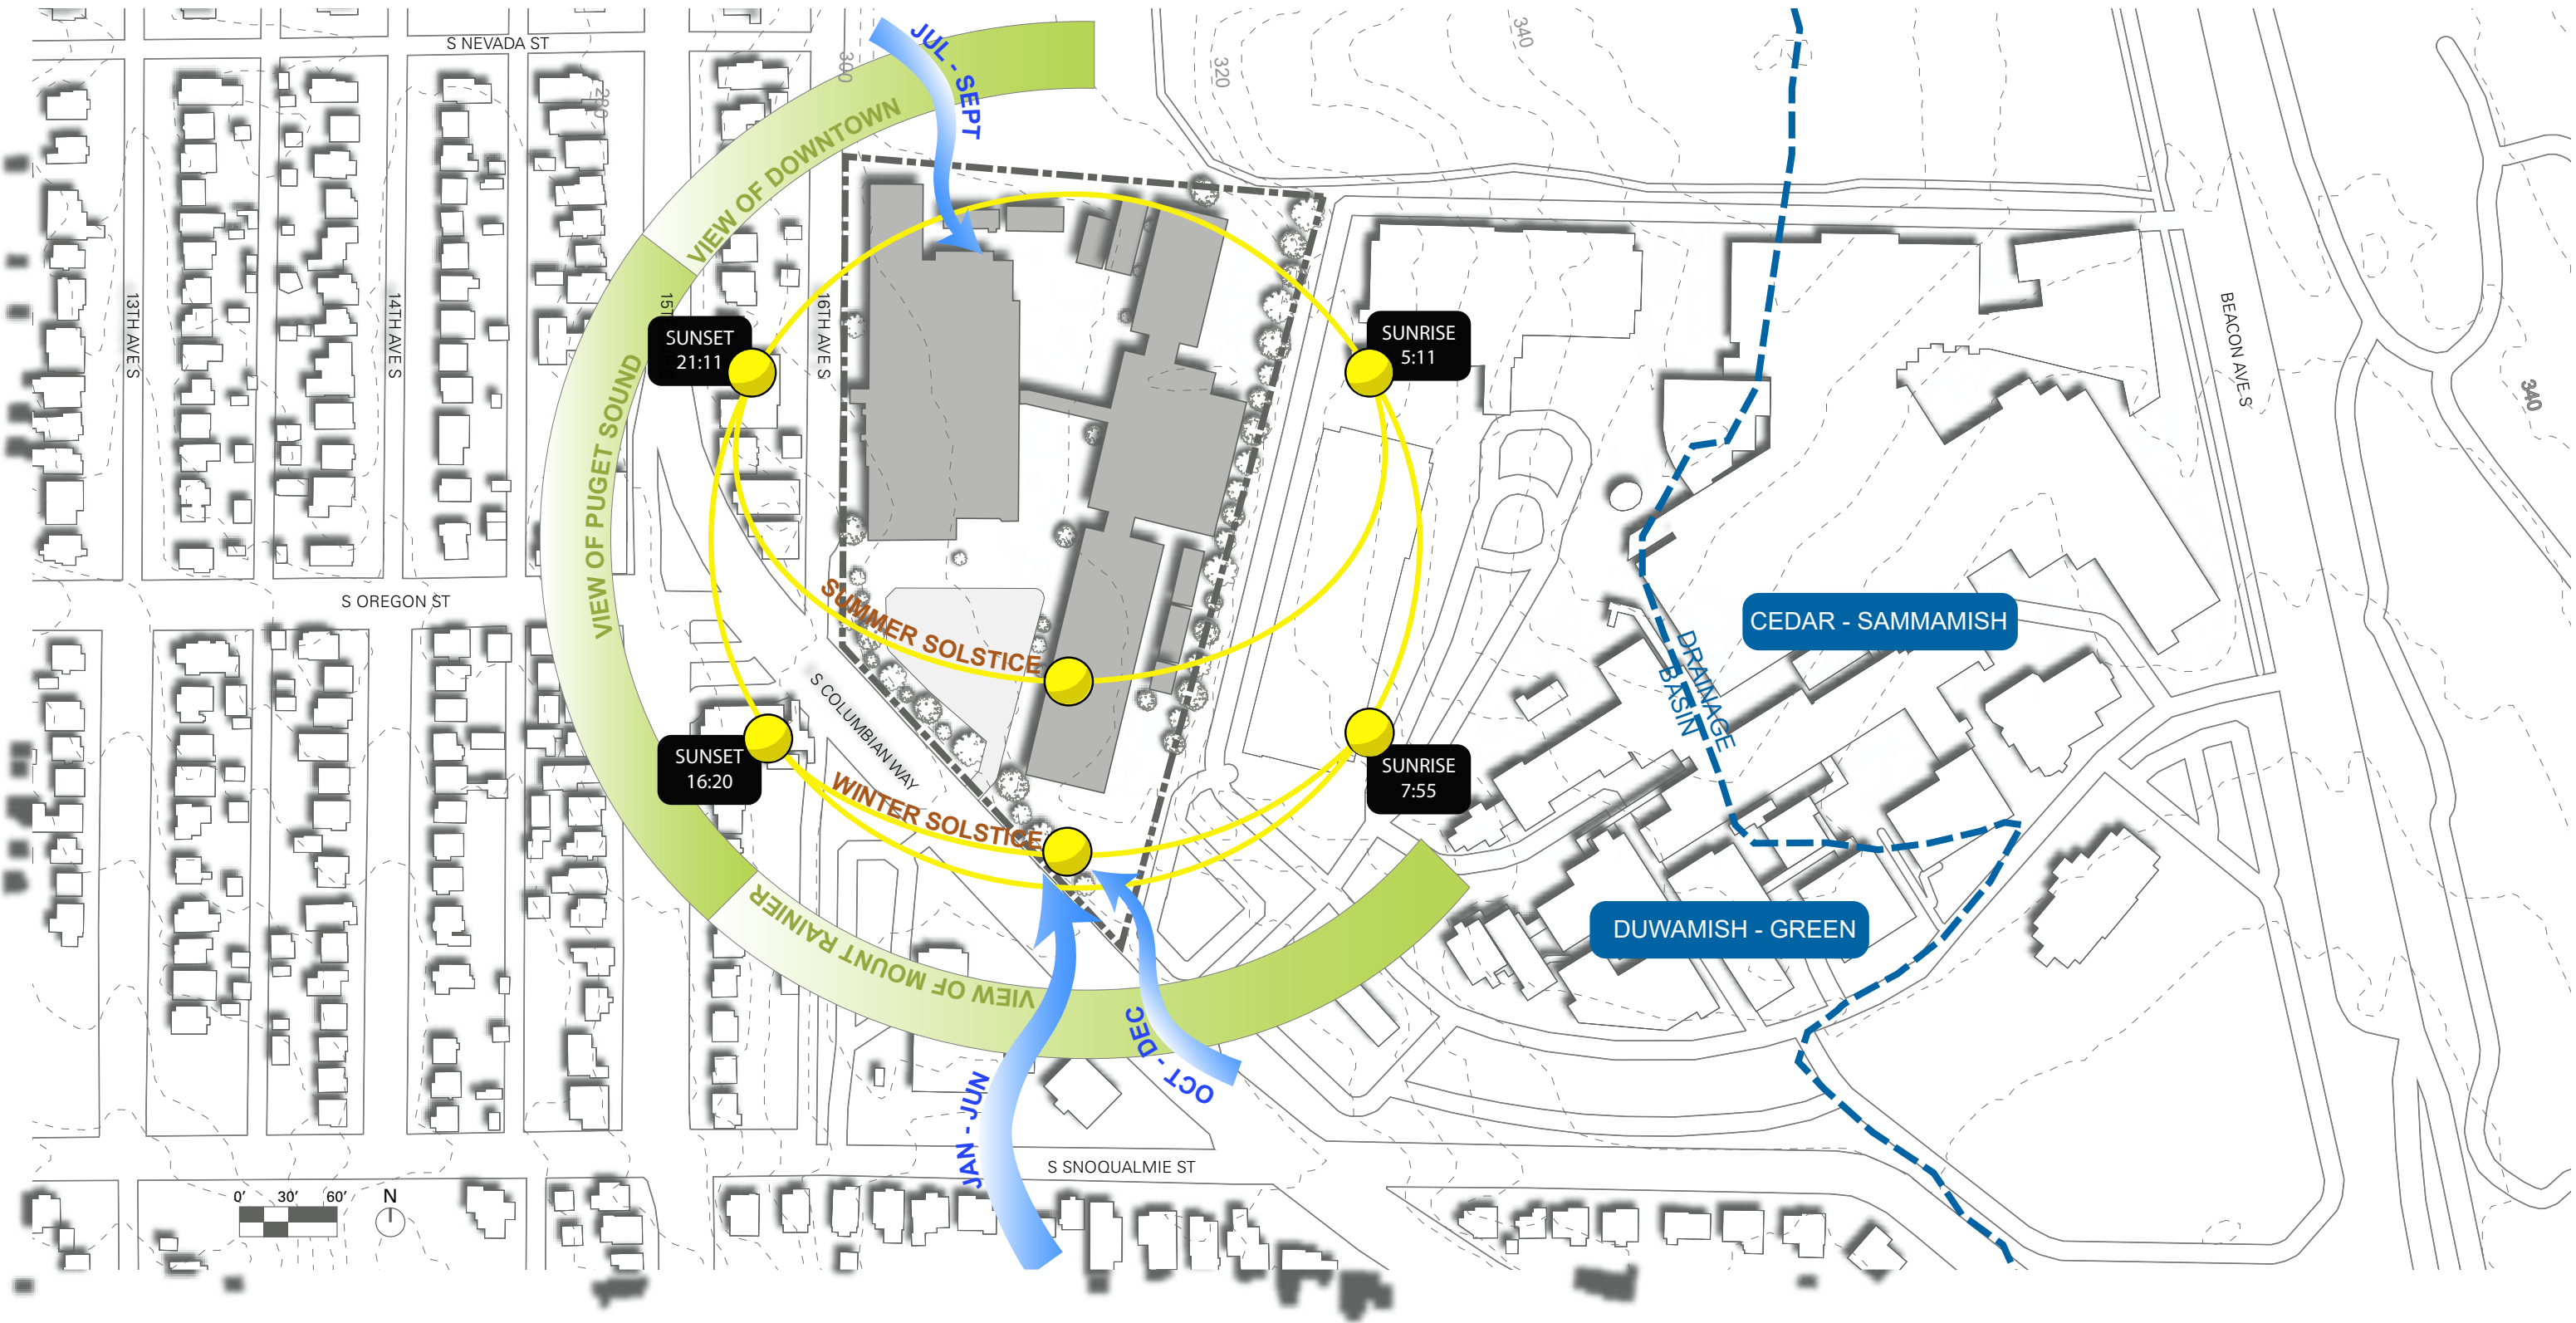 S NEVADA ST
JUL - SEPT
300
280
320
340
VIEW OF DOWNTOWN
13TH AVE S
14TH AVE S
16TH AVE S
BEACON AVE S
SUNSET
21:11
SUNRISE
5:11
340
VIEW OF PUGET SOUND
S OREGON ST
SUMMER SOLSTICE
CEDAR - SAMMAMISH
DRAINAGE
BASIN
S COLUMBIAN WAY
SUNSET
16:20
SUNRISE
7:55
WINTER SOLSTICE
DUWAMISH - GREEN
VIEW OF MOUNT RAINIER
OCT - DEC
JAN - JUN
S SNOQUALMIE ST
0' 30' 60'
N